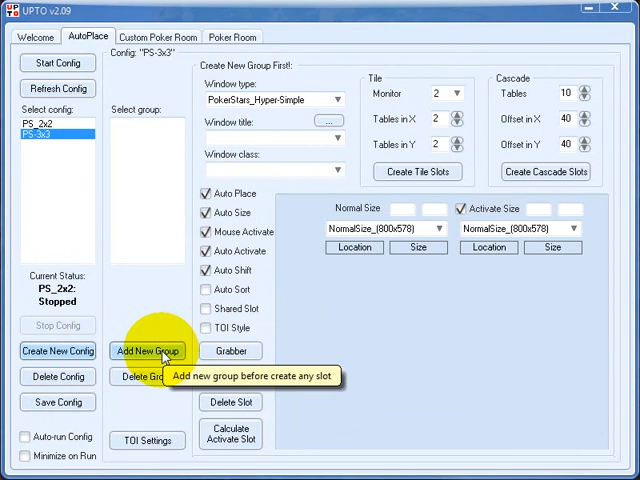 UPTO v2.09
Welcome
AutoPlace
Custom Poker Room
Poker Room
Start Config
Refresh Config
Select config:
PS_2x2
PS-3x3
Current Status:
PS_2x2:
Stopped
Stop Config
Create New Config
Delete Config
Save Config
Auto-run Config
Minimize on Run
Config: "PS-3x3"
Select group:
Add New Group
Delete Gro
Add new group before create any slot
TOI Settings
Create New Group First!:
Window type:
PokerStars_Hyper-Simple
Window title:
...
Window class:
Auto Place
Auto Size
Mouse Activate
Auto Activate
Auto Shift
Auto Sort
Shared Slot
TOI Style
Grabber
Delete Slot
Calculate
Activate Slot
Tile
Monitor 2
Tables in X 2
Tables in Y 2
Create Tile Slots
Cascade
Tables 10
Offset in X 40
Offset in Y 40
Create Cascade Slots
Normal Size
Activate Size
NormalSize_(800x578)
NormalSize_(800x578)
Location
Size
Location
Size